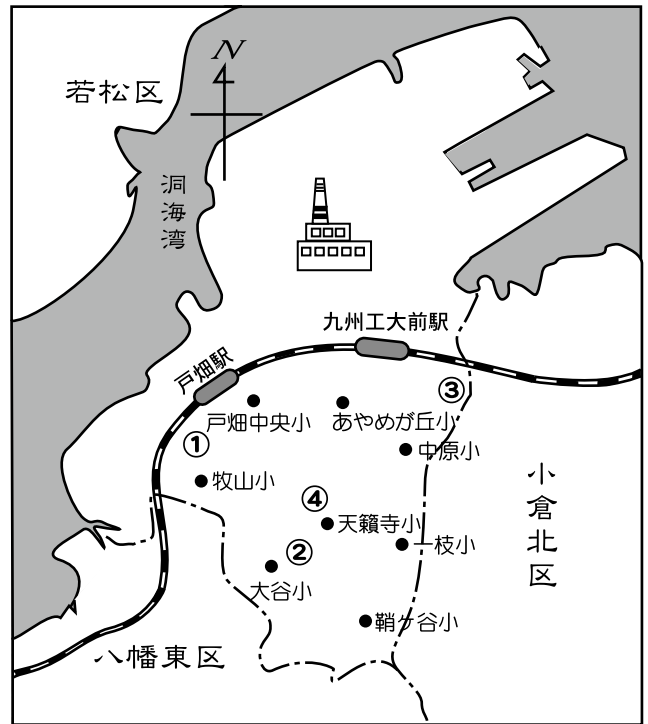 N
若松区
洞海湾
九州工大前駅
戸畑駅
③
戸畑中央小
あやめが丘小
①
中原小
牧山小
④
天籟寺小
一枝小
②
大谷小
鞘ヶ谷小
小倉北区
八幡東区